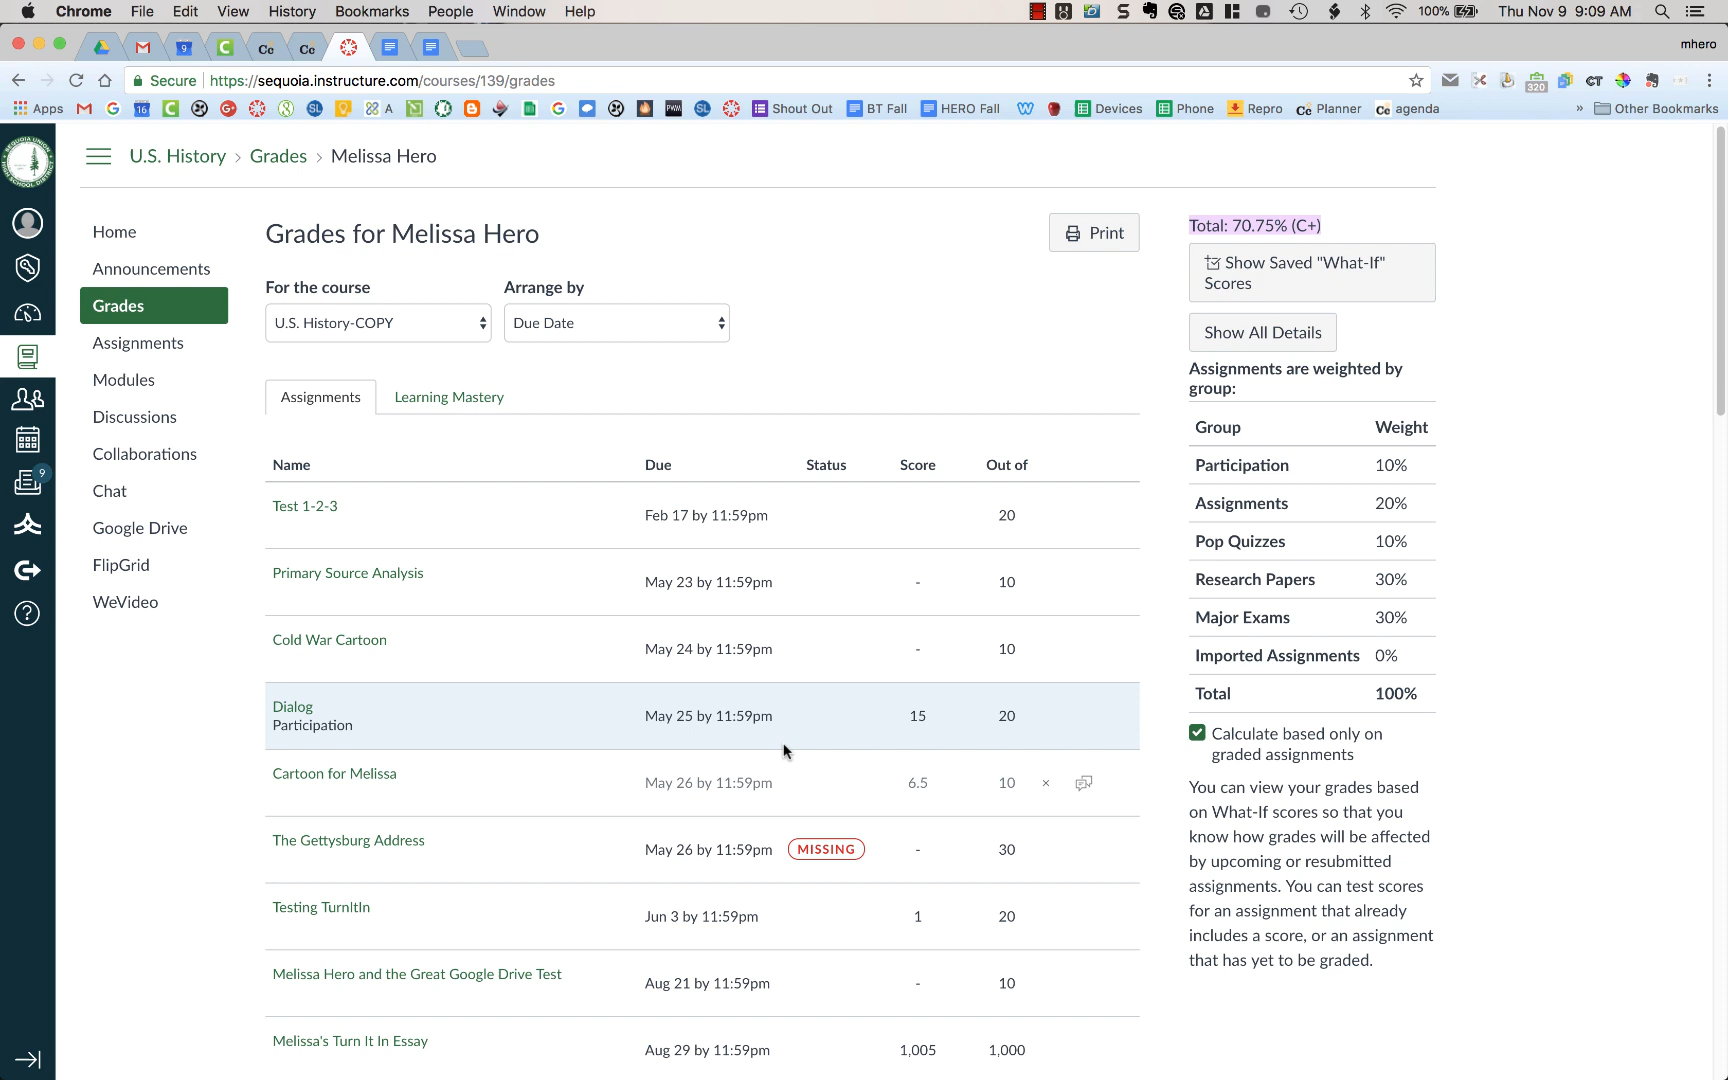 Chrome File Edit View History Bookmarks People Window Help 100% Thu Nov 9 9:09 AM
mhero
Secure https://sequoia.instructure.com/courses/139/grades
Apps Shout Out BT Fall HERO Fall Devices Phone Repro Planner agenda » Other Bookmarks
U.S. History › Grades › Melissa Hero
Home
Announcements
Grades
Assignments
Modules
Discussions
Collaborations
Chat
Google Drive
FlipGrid
WeVideo
9
Grades for Melissa Hero
Print
For the course Arrange by
U.S. History-COPY Due Date
Assignments Learning Mastery
Name Due Status Score Out of
Test 1-2-3 Feb 17 by 11:59pm 20
Primary Source Analysis May 23 by 11:59pm - 10
Cold War Cartoon May 24 by 11:59pm - 10
Dialog
Participation May 25 by 11:59pm 15 20
Cartoon for Melissa May 26 by 11:59pm 6.5 10 ×
The Gettysburg Address May 26 by 11:59pm MISSING - 30
Testing TurnItIn Jun 3 by 11:59pm 1 20
Melissa Hero and the Great Google Drive Test Aug 21 by 11:59pm - 10
Melissa's Turn It In Essay Aug 29 by 11:59pm 1,005 1,000
Total: 70.75% (C+)
Show Saved "What-If"
Scores
Show All Details
Assignments are weighted by
group:
Group Weight
Participation 10%
Assignments 20%
Pop Quizzes 10%
Research Papers 30%
Major Exams 30%
Imported Assignments 0%
Total 100%
Calculate based only on
graded assignments
You can view your grades based
on What-If scores so that you
know how grades will be affected
by upcoming or resubmitted
assignments. You can test scores
for an assignment that already
includes a score, or an assignment
that has yet to be graded.